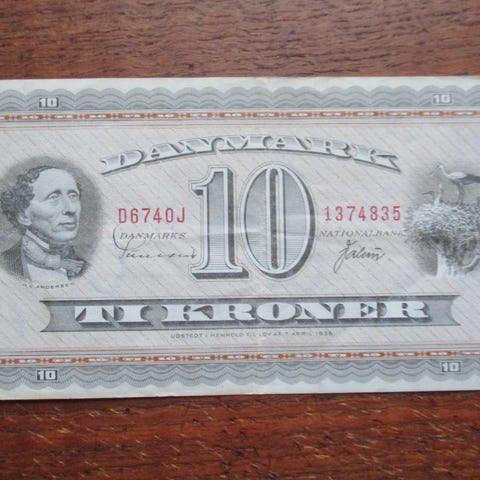 10 10
DANMARK
10
D6740J 1374835
DANMARKS NATIONALBANK
H.C. ANDERSEN
TI KRONER
UDSTEDT I HENHOLD TIL LOV AF 7. APRIL 1936
10 10